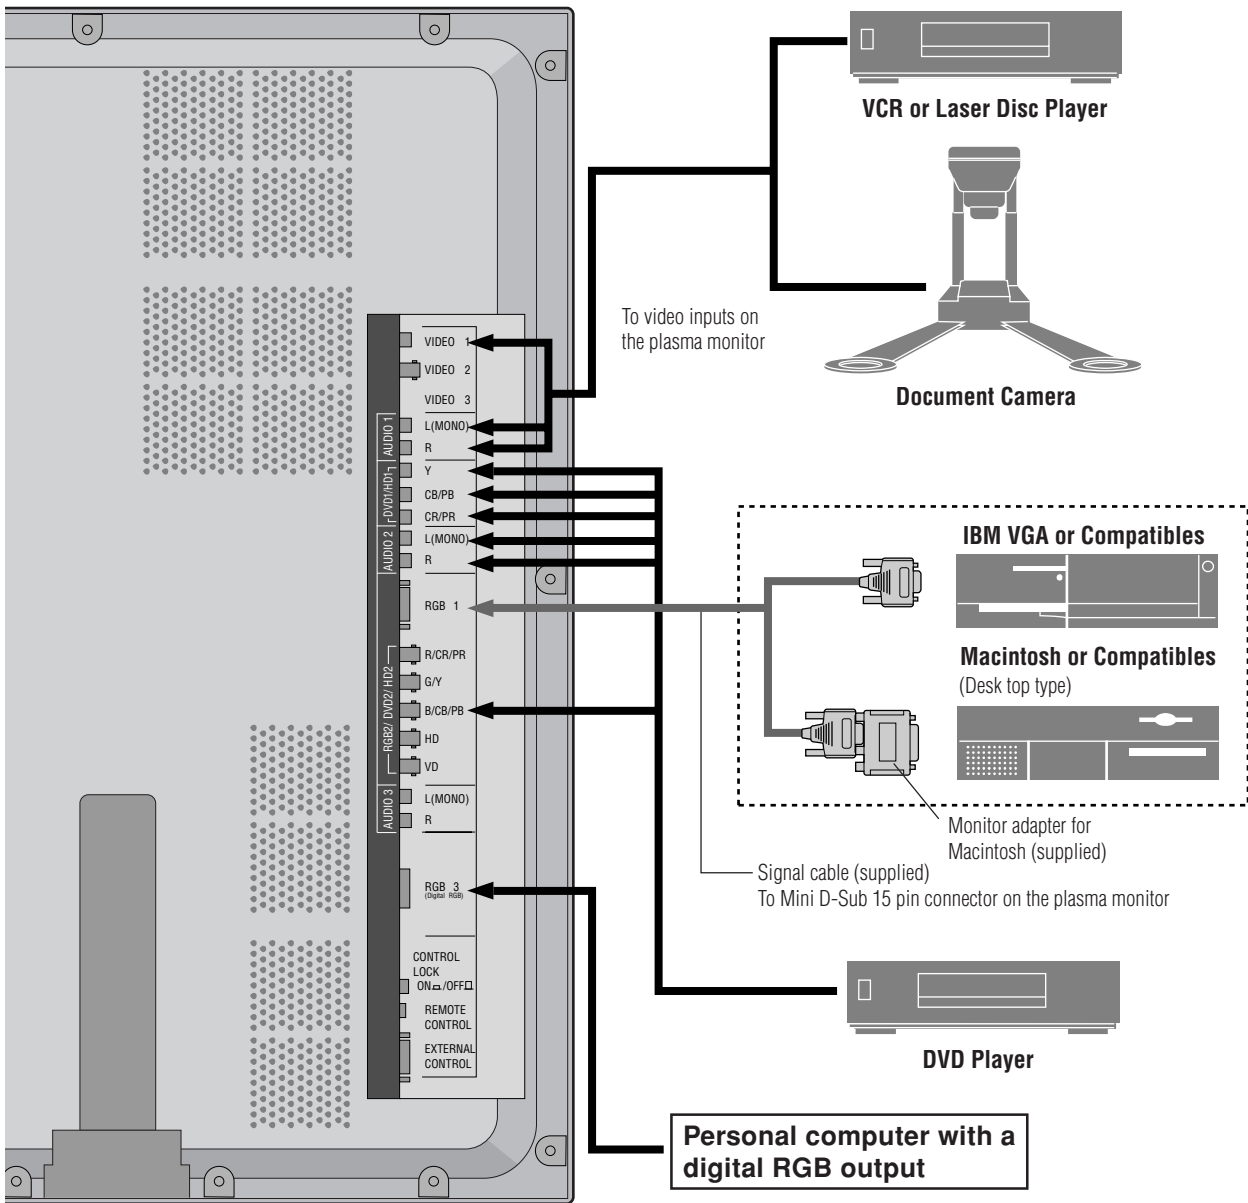 VCR or Laser Disc Player
To video inputs on
the plasma monitor
Document Camera
VIDEO 1
VIDEO 2
VIDEO 3
AUDIO 1
L(MONO)
R
DVD1/HD1
Y
CB/PB
CR/PR
AUDIO 2
L(MONO)
R
RGB 1
RGB2/ DVD2/ HD2
R/CR/PR
G/Y
B/CB/PB
HD
VD
AUDIO 3
L(MONO)
R
RGB 3
(Digital RGB)
CONTROL
LOCK
ON /OFF
REMOTE
CONTROL
EXTERNAL
CONTROL
IBM VGA or Compatibles
Macintosh or Compatibles
(Desk top type)
Monitor adapter for
Macintosh (supplied)
Signal cable (supplied)
To Mini D-Sub 15 pin connector on the plasma monitor
DVD Player
Personal computer with a
digital RGB output